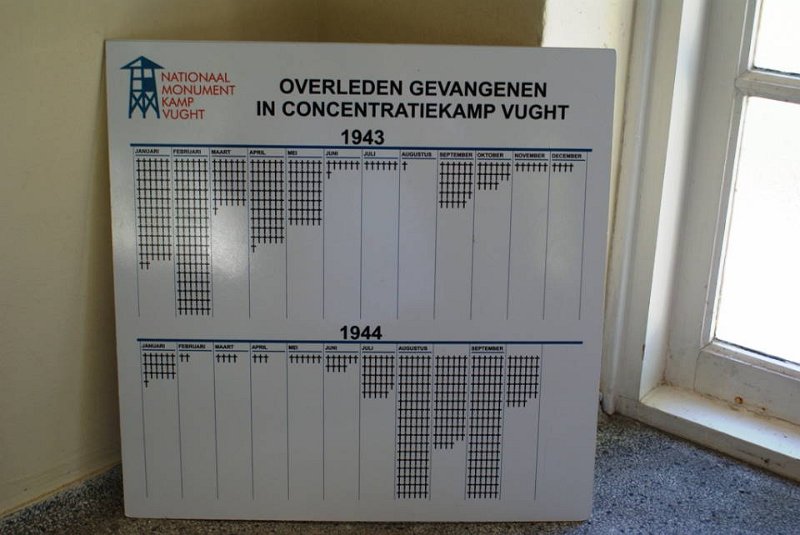 NATIONAAL
MONUMENT
KAMP
VUGHT
OVERLEDEN GEVANGENEN
IN CONCENTRATIEKAMP VUGHT
1943
JANUARI FEBRUARI MAART APRIL MEI JUNI JULI AUGUSTUS SEPTEMBER OKTOBER NOVEMBER DECEMBER
1944
JANUARI FEBRUARI MAART APRIL MEI JUNI JULI AUGUSTUS SEPTEMBER